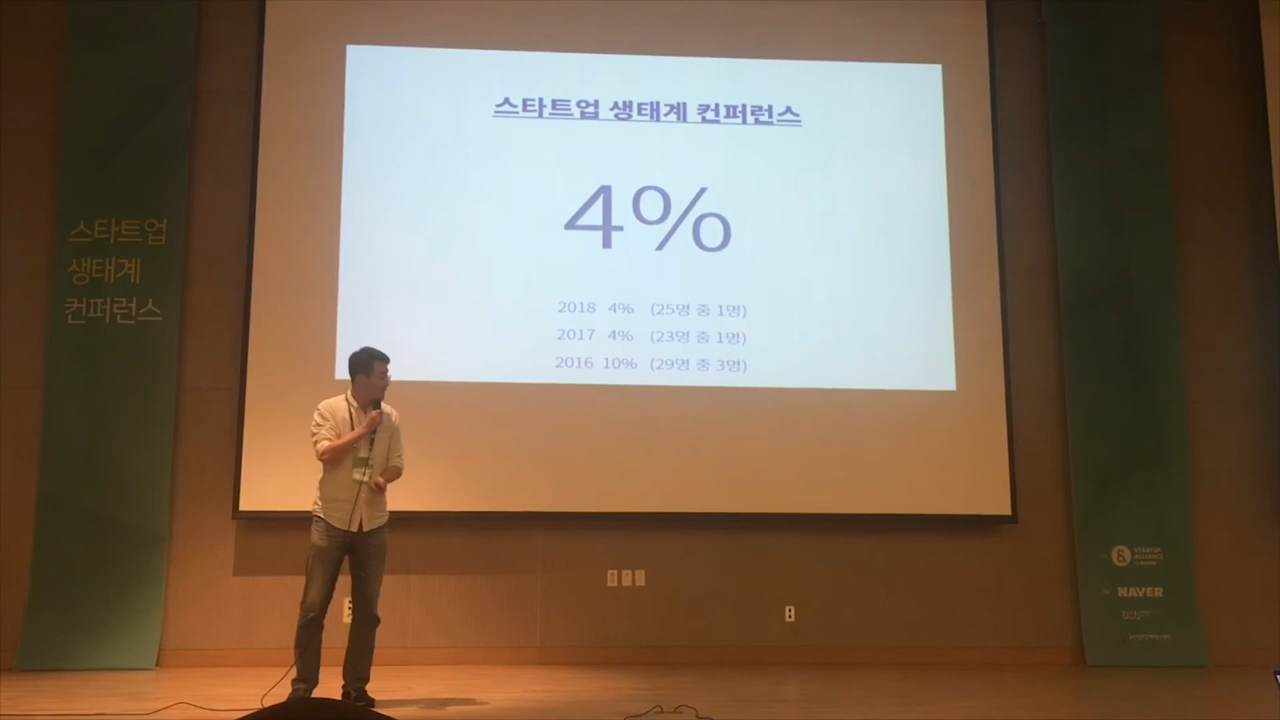 스타트업 생태계 컨퍼런스
4%
2018 4% (25명 중 1명)
2017 4% (23명 중 1명)
2016 10% (29명 중 3명)
스타트업
생태계
컨퍼런스
STARTUP
ALLIANCE
NAVER